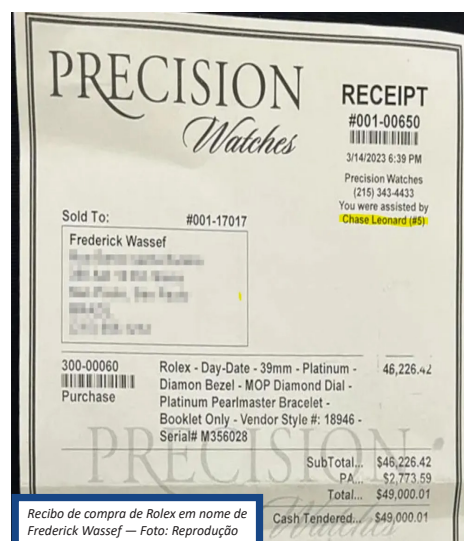 PRECISION
Watches
RECEIPT
#001-00650
3/14/2023 6:39 PM
Precision Watches
(215) 343-4433
You were assisted by
Chase Leonard (#5)
Sold To: #001-17017
Frederick Wassef
300-00060 Rolex - Day-Date - 39mm - Platinum - 46,226.42
Purchase Diamon Bezel - MOP Diamond Dial -
Platinum Pearlmaster Bracelet -
Booklet Only - Vendor Style #: 18946 -
Serial# M356028
PRECISION
SubTotal... $46,226.42
PA... $2,773.59
Total... $49,000.01
Cash Tendered... $49,000.01
Recibo de compra de Rolex em nome de
Frederick Wassef — Foto: Reprodução